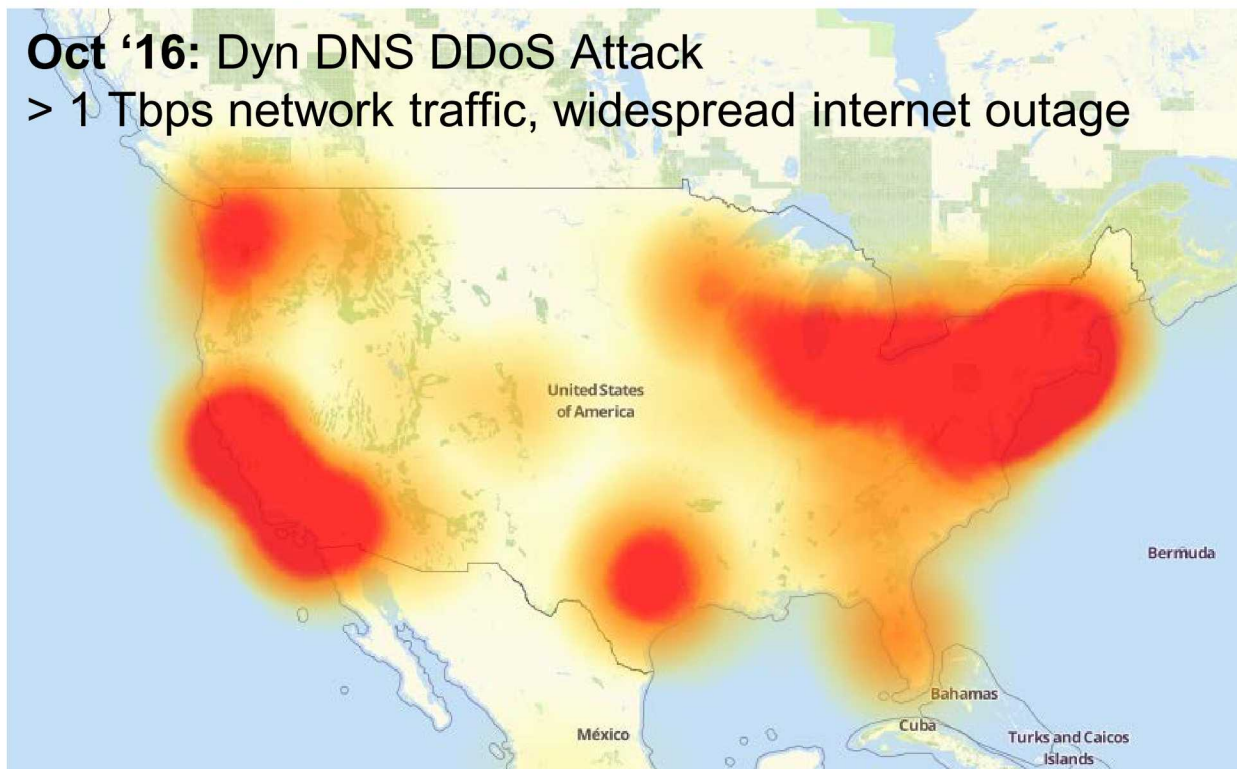 Oct ‘16: Dyn DNS DDoS Attack
> 1 Tbps network traffic, widespread internet outage
United States
of America
Bermuda
Bahamas
México
Cuba
Turks and Caicos
Islands